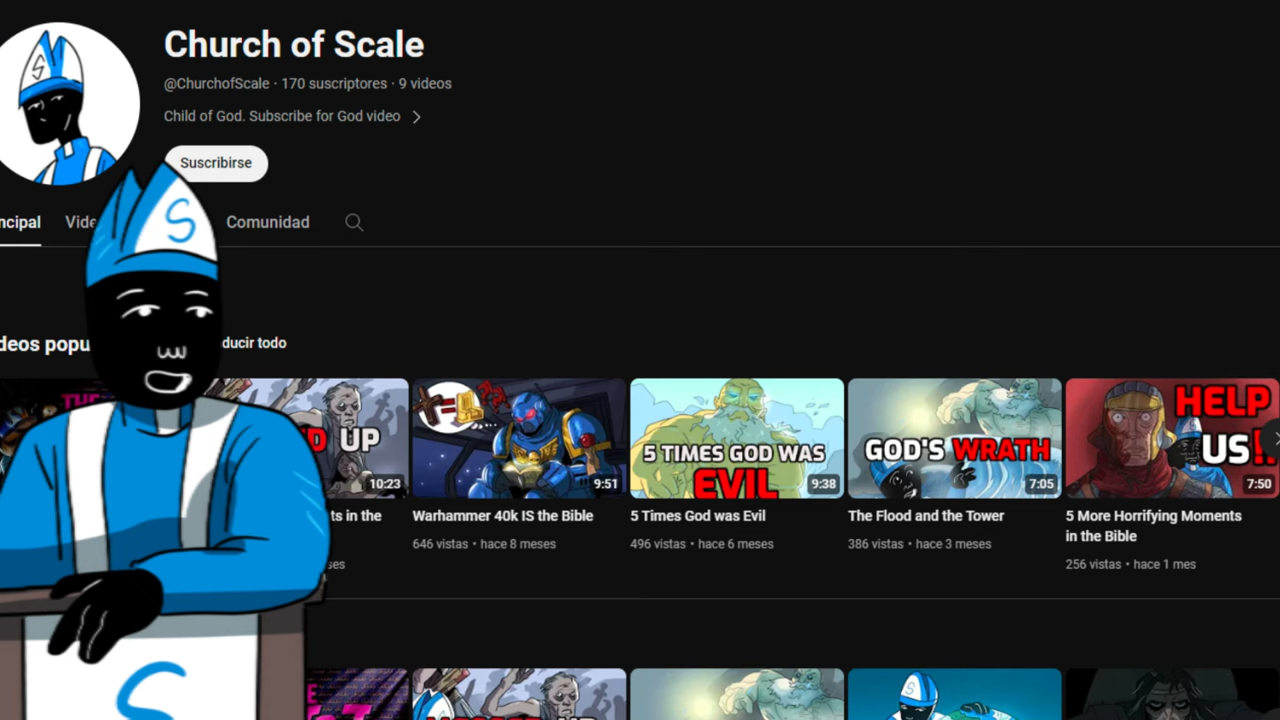 S
Church of Scale
@ChurchofScale · 170 suscriptores · 9 videos
Child of God. Subscribe for God video
Suscribirse
S
ncipal Vide Comunidad
deos popu ducir todo
UP
10:23
9:51
5 TIMES GOD WAS
EVIL
9:38
GOD'S WRATH
7:05
HELP
US!.
7:50
ts in the
ses
Warhammer 40k IS the Bible
646 vistas • hace 8 meses
5 Times God was Evil
496 vistas • hace 6 meses
The Flood and the Tower
386 vistas • hace 3 meses
5 More Horrifying Moments
in the Bible
256 vistas • hace 1 mes
S